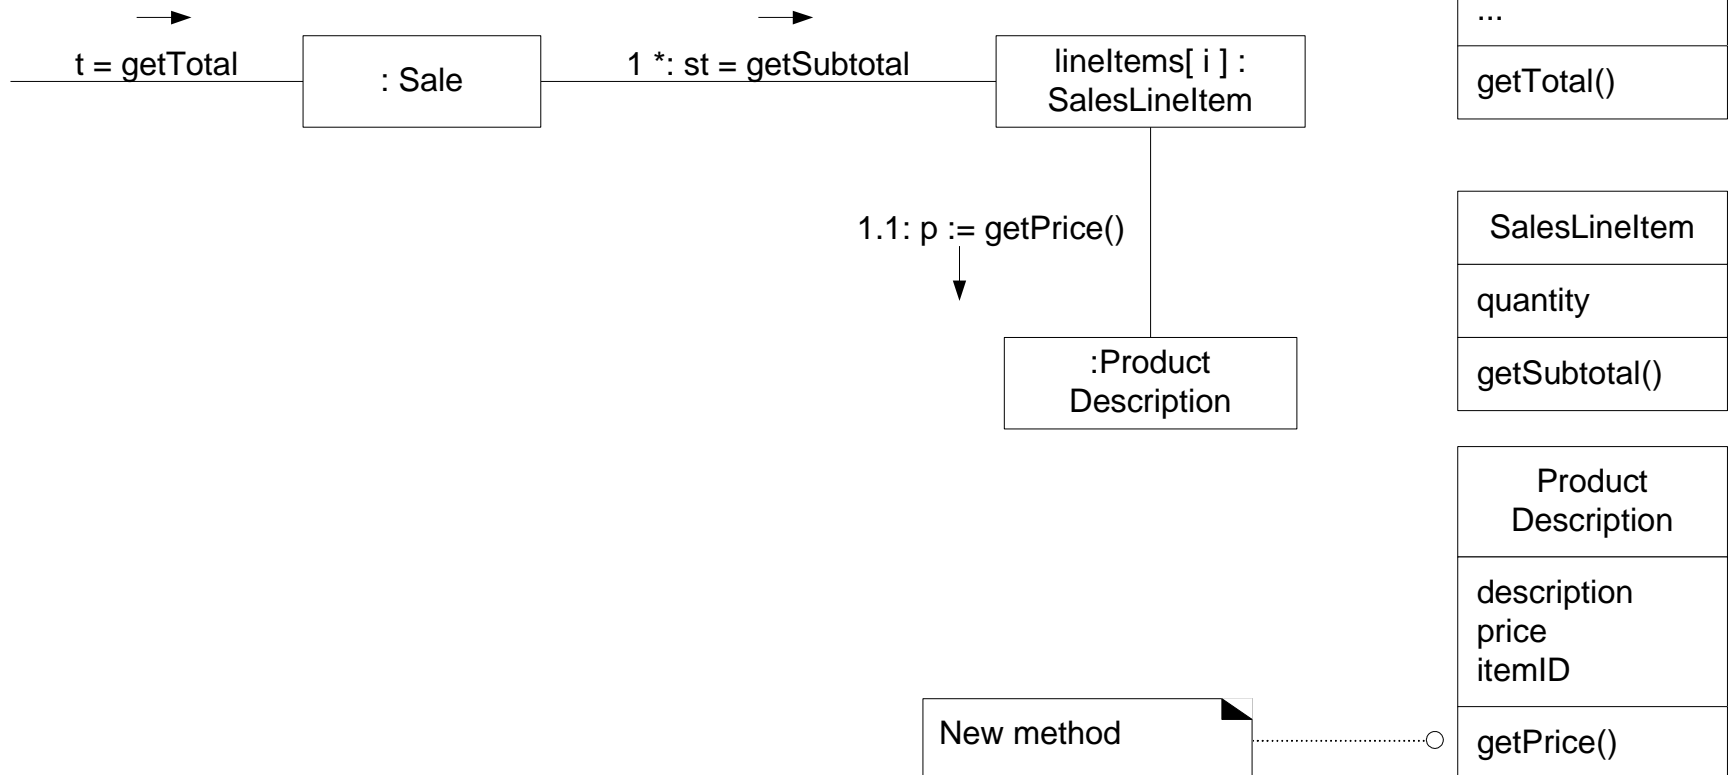 t = getTotal
: Sale
1 *: st = getSubtotal
lineItems[ i ] :
SalesLineItem
1.1: p := getPrice()
:Product
Description
...
getTotal()
SalesLineItem
quantity
getSubtotal()
Product
Description
description
price
itemID
getPrice()
New method